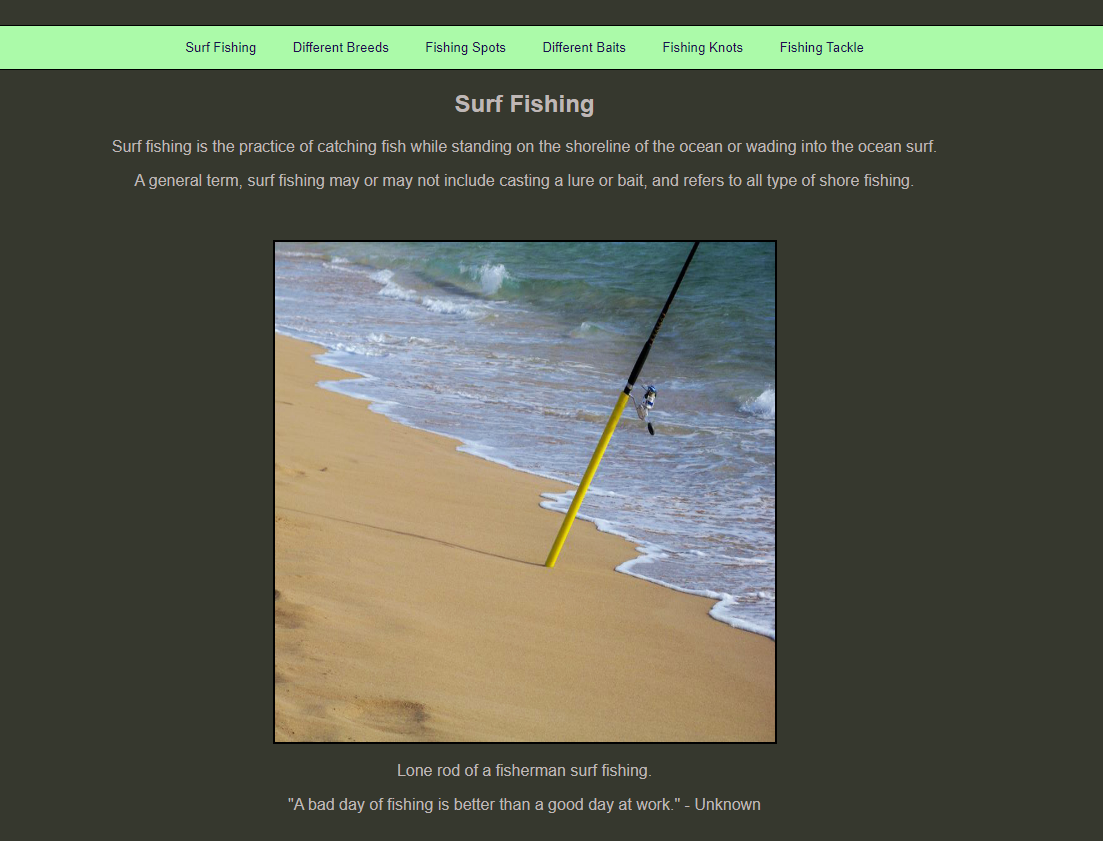 Surf Fishing Different Breeds Fishing Spots Different Baits Fishing Knots Fishing Tackle
Surf Fishing
Surf fishing is the practice of catching fish while standing on the shoreline of the ocean or wading into the ocean surf.
A general term, surf fishing may or may not include casting a lure or bait, and refers to all type of shore fishing.
Lone rod of a fisherman surf fishing.
"A bad day of fishing is better than a good day at work." - Unknown